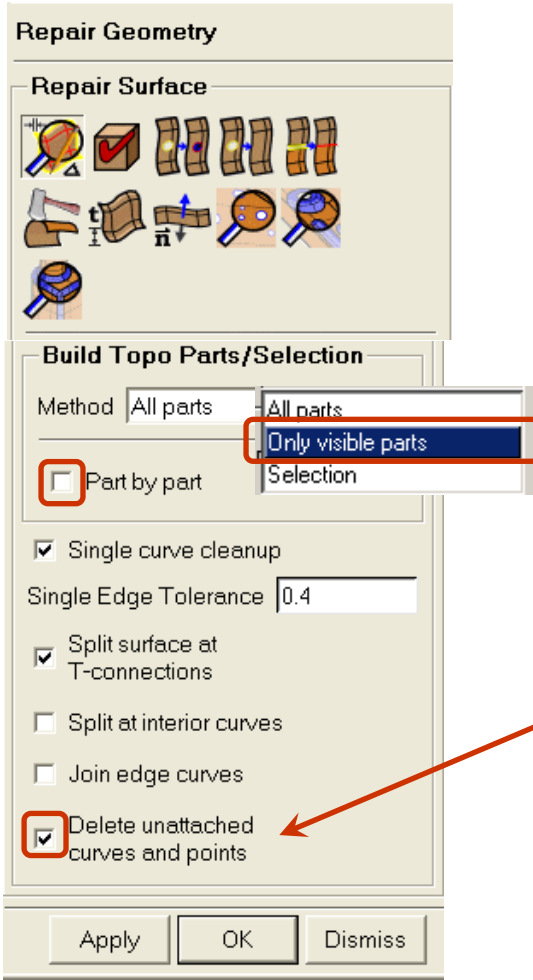 Repair Geometry
Repair Surface
t
n
Build Topo Parts/Selection
Method All parts
All parts
Only visible parts
Selection
Part by part
Single curve cleanup
Single Edge Tolerance 0.4
Split surface at
T-connections
Split at interior curves
Join edge curves
Delete unattached
curves and points
Apply OK Dismiss